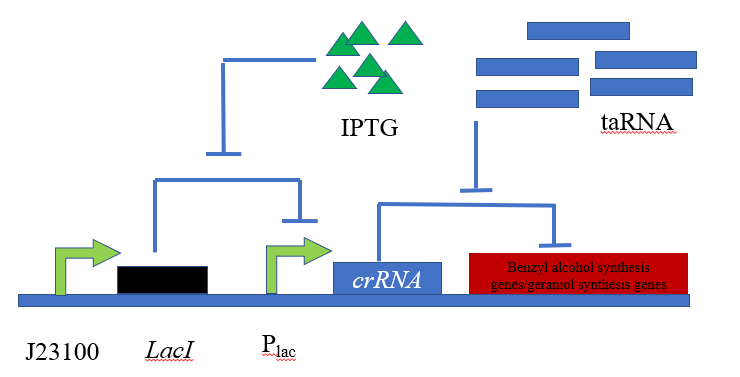 IPTG
taRNA
crRNA
Benzyl alcohol synthesis
genes/geraniol synthesis genes
J23100
LacI
Plac